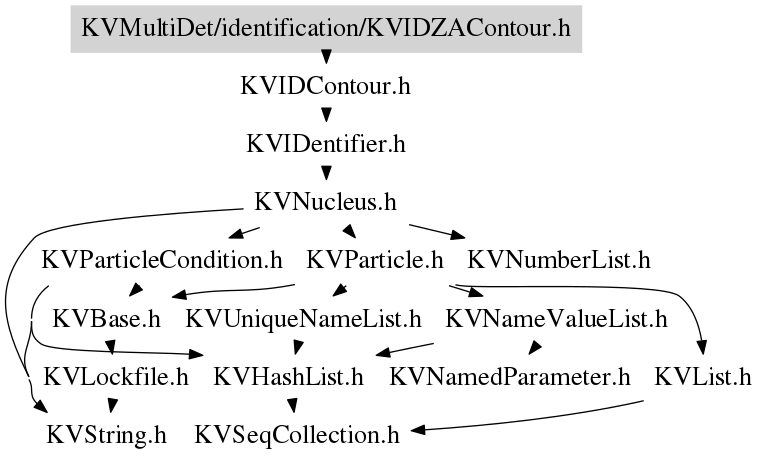 KVMultiDet/identification/KVIDZAContour.h
KVIDContour.h
KVIDentifier.h
KVNucleus.h
KVParticleCondition.h KVParticle.h KVNumberList.h
KVBase.h KVUniqueNameList.h KVNameValueList.h
KVLockfile.h KVHashList.h KVNamedParameter.h KVList.h
KVString.h KVSeqCollection.h